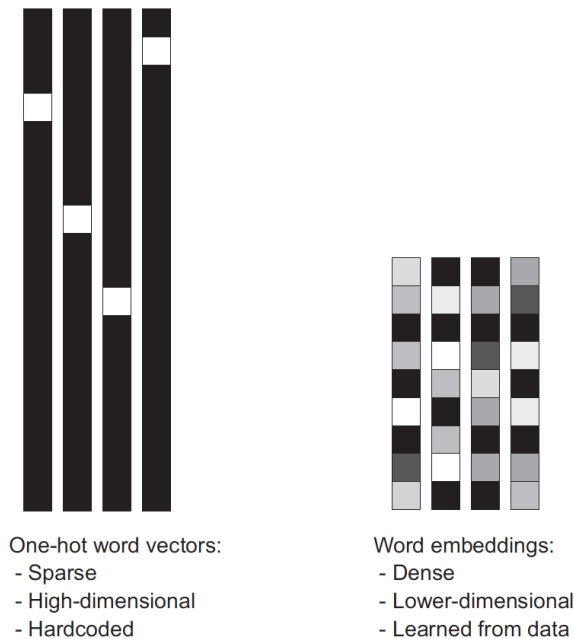 One-hot word vectors:
- Sparse
- High-dimensional
- Hardcoded
Word embeddings:
- Dense
- Lower-dimensional
- Learned from data